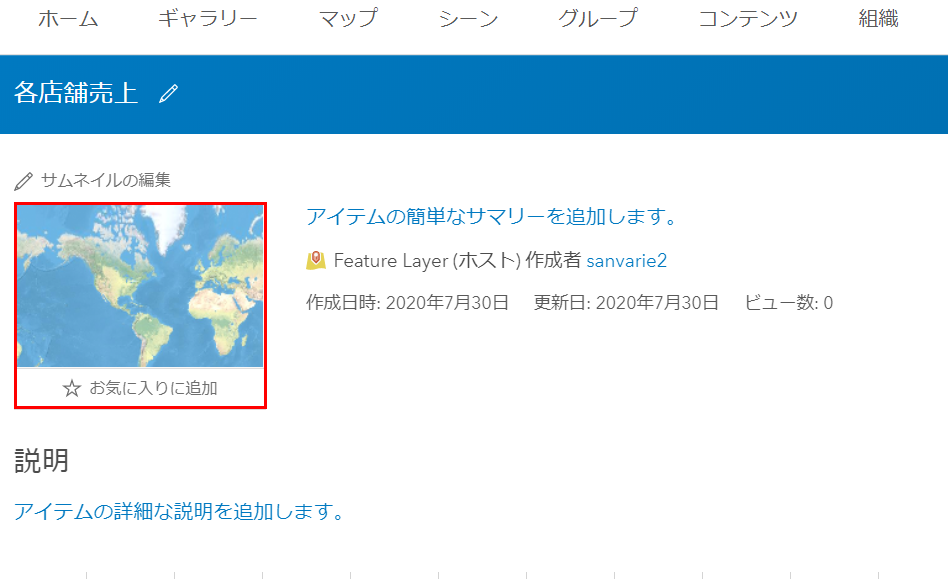 ホーム ギャラリー マップ シーン グループ コンテンツ 組織
各店舗売上
サムネイルの編集
アイテムの簡単なサマリーを追加します。
Feature Layer (ホスト) 作成者 sanvarie2
作成日時: 2020年7月30日 更新日: 2020年7月30日 ビュー数: 0
お気に入りに追加
説明
アイテムの詳細な説明を追加します。